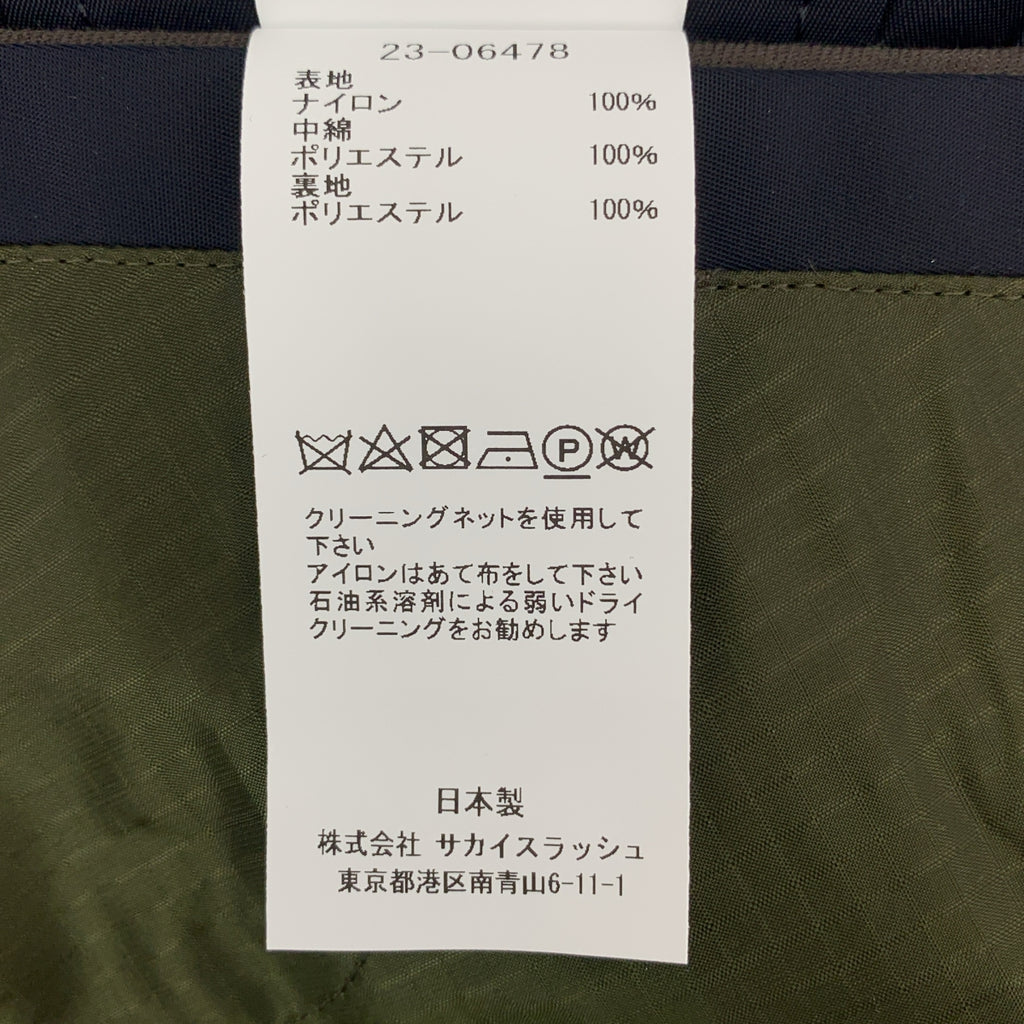 23-06478
表地
ナイロン 100%
中綿
ポリエステル 100%
裏地
ポリエステル 100%
P W
クリーニングネットを使用して
下さい
アイロンはあて布をして下さい
石油系溶剤による弱いドライ
クリーニングをお勧めします
日本製
株式会社 サカイスラッシュ
東京都港区南青山6-11-1